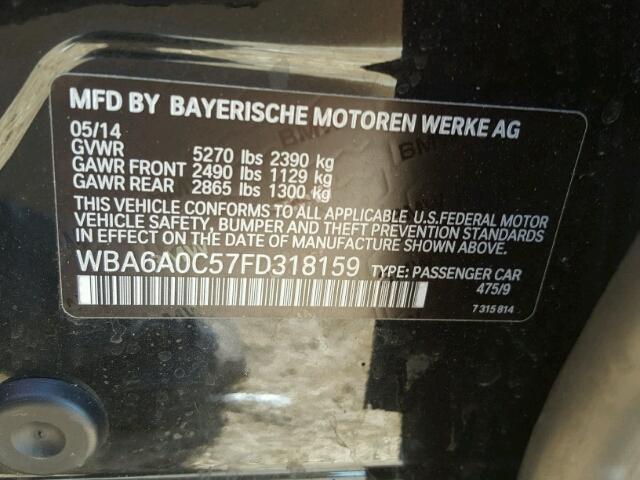 MFD BY BAYERISCHE MOTOREN WERKE AG
05/14
GVWR 5270 lbs 2390 kg
GAWR FRONT 2490 lbs 1129 kg
GAWR REAR 2865 lbs 1300 kg
THIS VEHICLE CONFORMS TO ALL APPLICABLE U.S.FEDERAL MOTOR
VEHICLE SAFETY, BUMPER AND THEFT PREVENTION STANDARDS
IN EFFECT ON THE DATE OF MANUFACTURE SHOWN ABOVE.
WBA6A0C57FD318159 TYPE: PASSENGER CAR
475/9
7 315 814